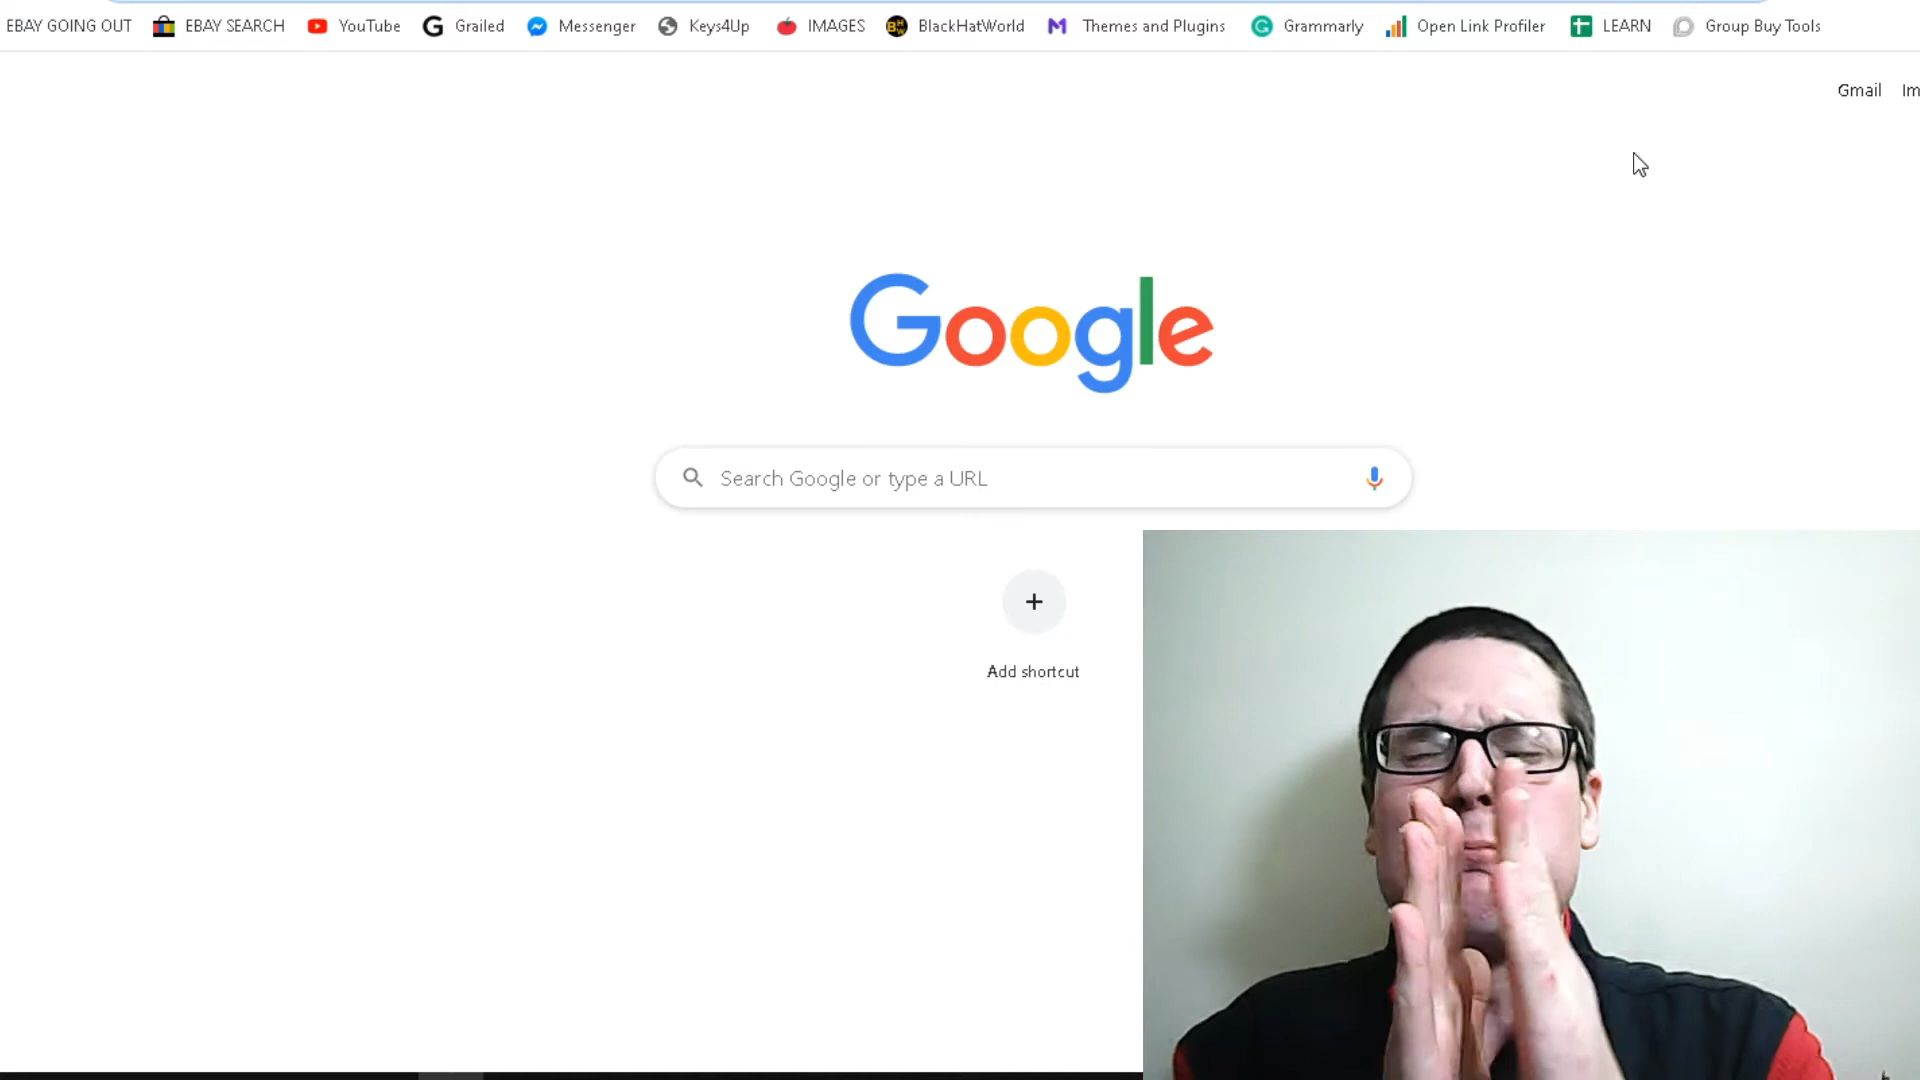 EBAY GOING OUT EBAY SEARCH YouTube Grailed Messenger Keys4Up IMAGES BlackHatWorld Themes and Plugins Grammarly Open Link Profiler LEARN Group Buy Tools
Gmail Im
Google
Search Google or type a URL
+
Add shortcut